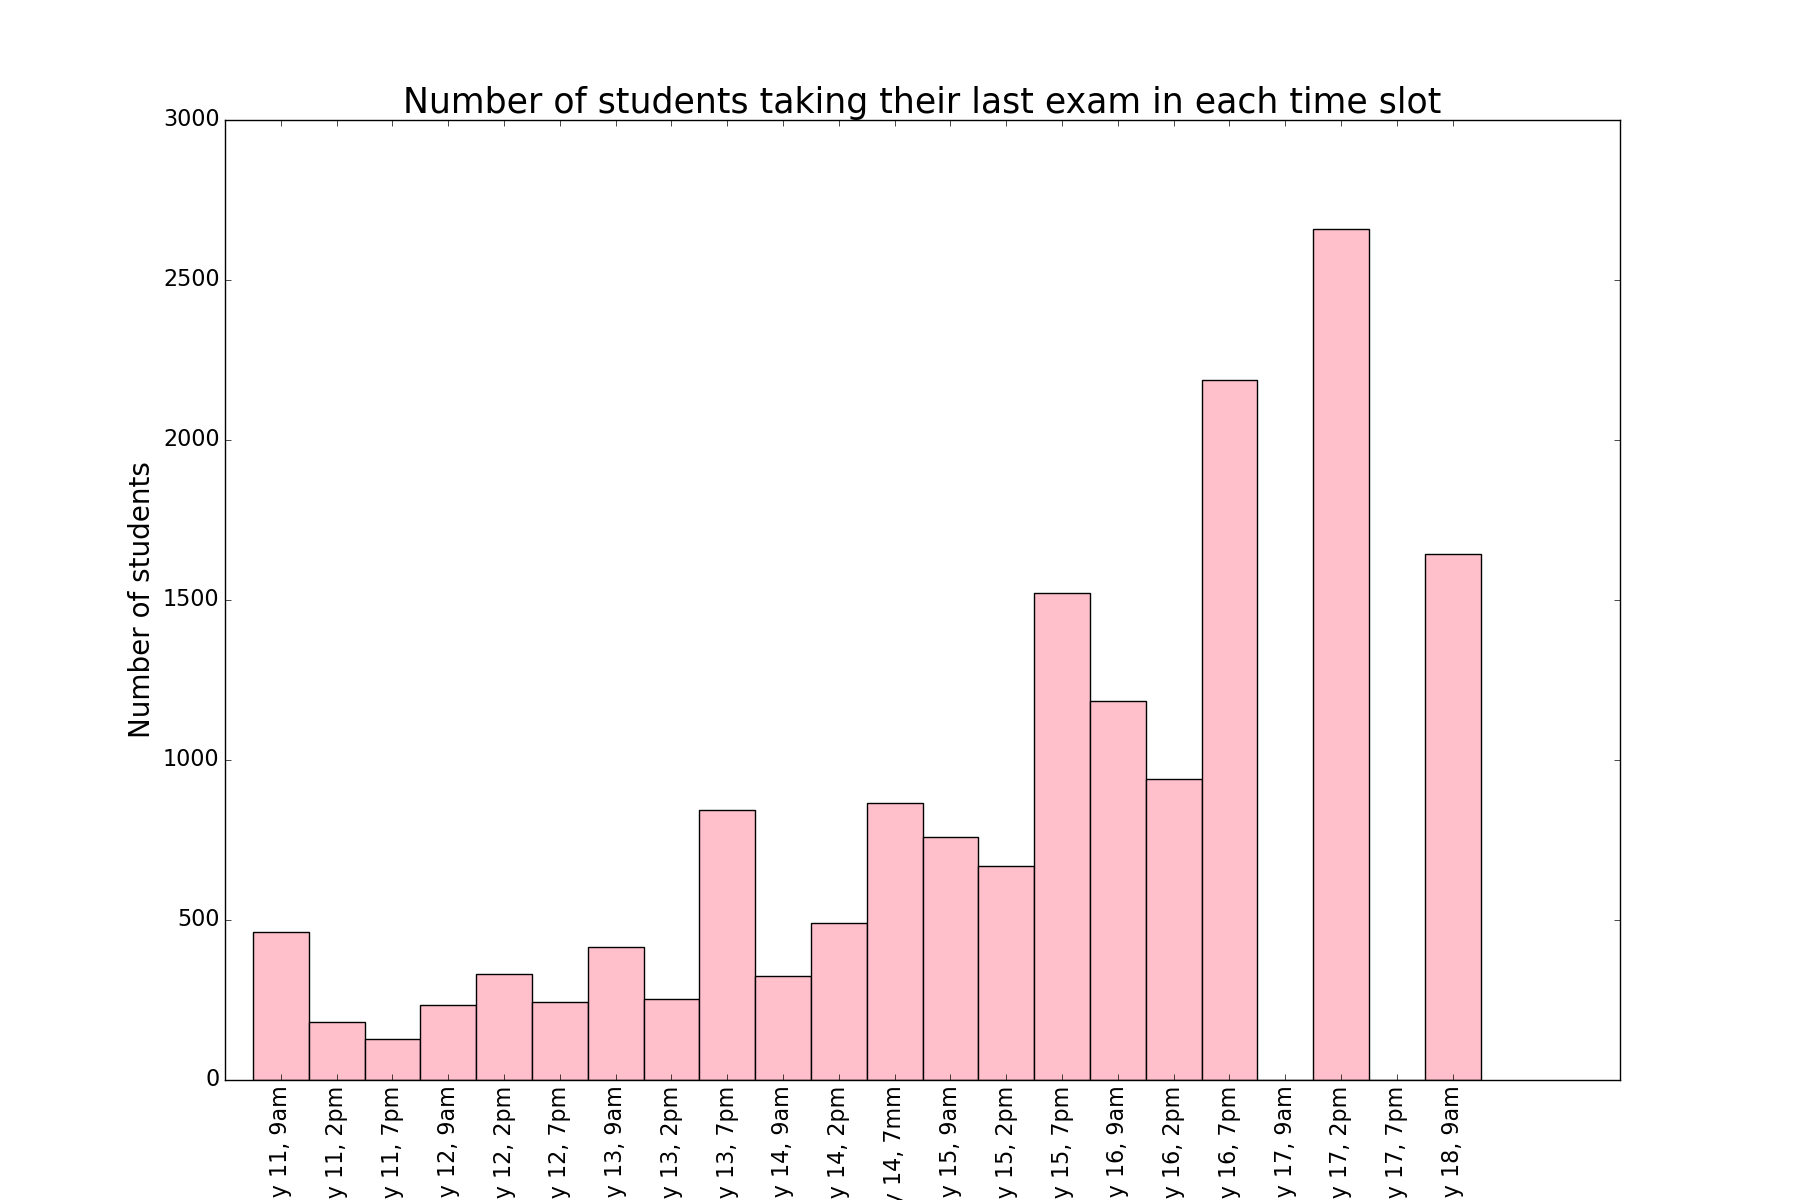 Number of students taking their last exam in each time slot
Number of students
3000
2500
2000
1500
1000
500
0
y 11, 9am
y 11, 2pm
y 11, 7pm
y 12, 9am
y 12, 2pm
y 12, 7pm
y 13, 9am
y 13, 2pm
y 13, 7pm
y 14, 9am
y 14, 2pm
y 14, 7mm
y 15, 9am
y 15, 2pm
y 15, 7pm
y 16, 9am
y 16, 2pm
y 16, 7pm
y 17, 9am
y 17, 2pm
y 17, 7pm
y 18, 9am